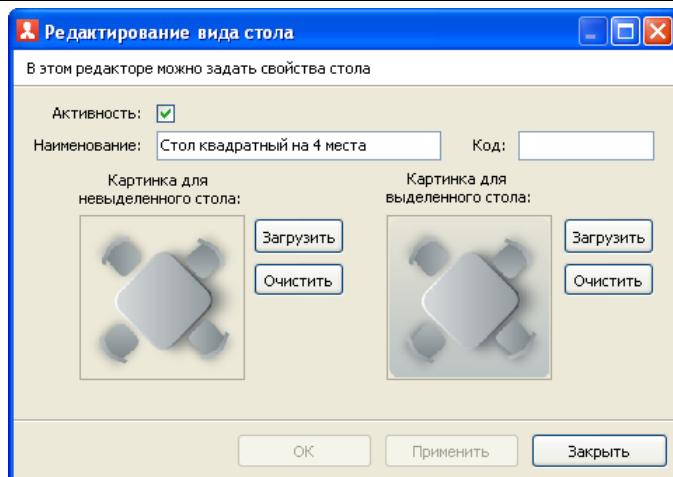 Редактирование вида стола
В этом редакторе можно задать свойства стола
Активность:
Наименование: Стол квадратный на 4 места Код:
Картинка для
невыделенного стола:
Картинка для
выделенного стола:
Загрузить
Очистить
Загрузить
Очистить
ОК Применить Закрыть